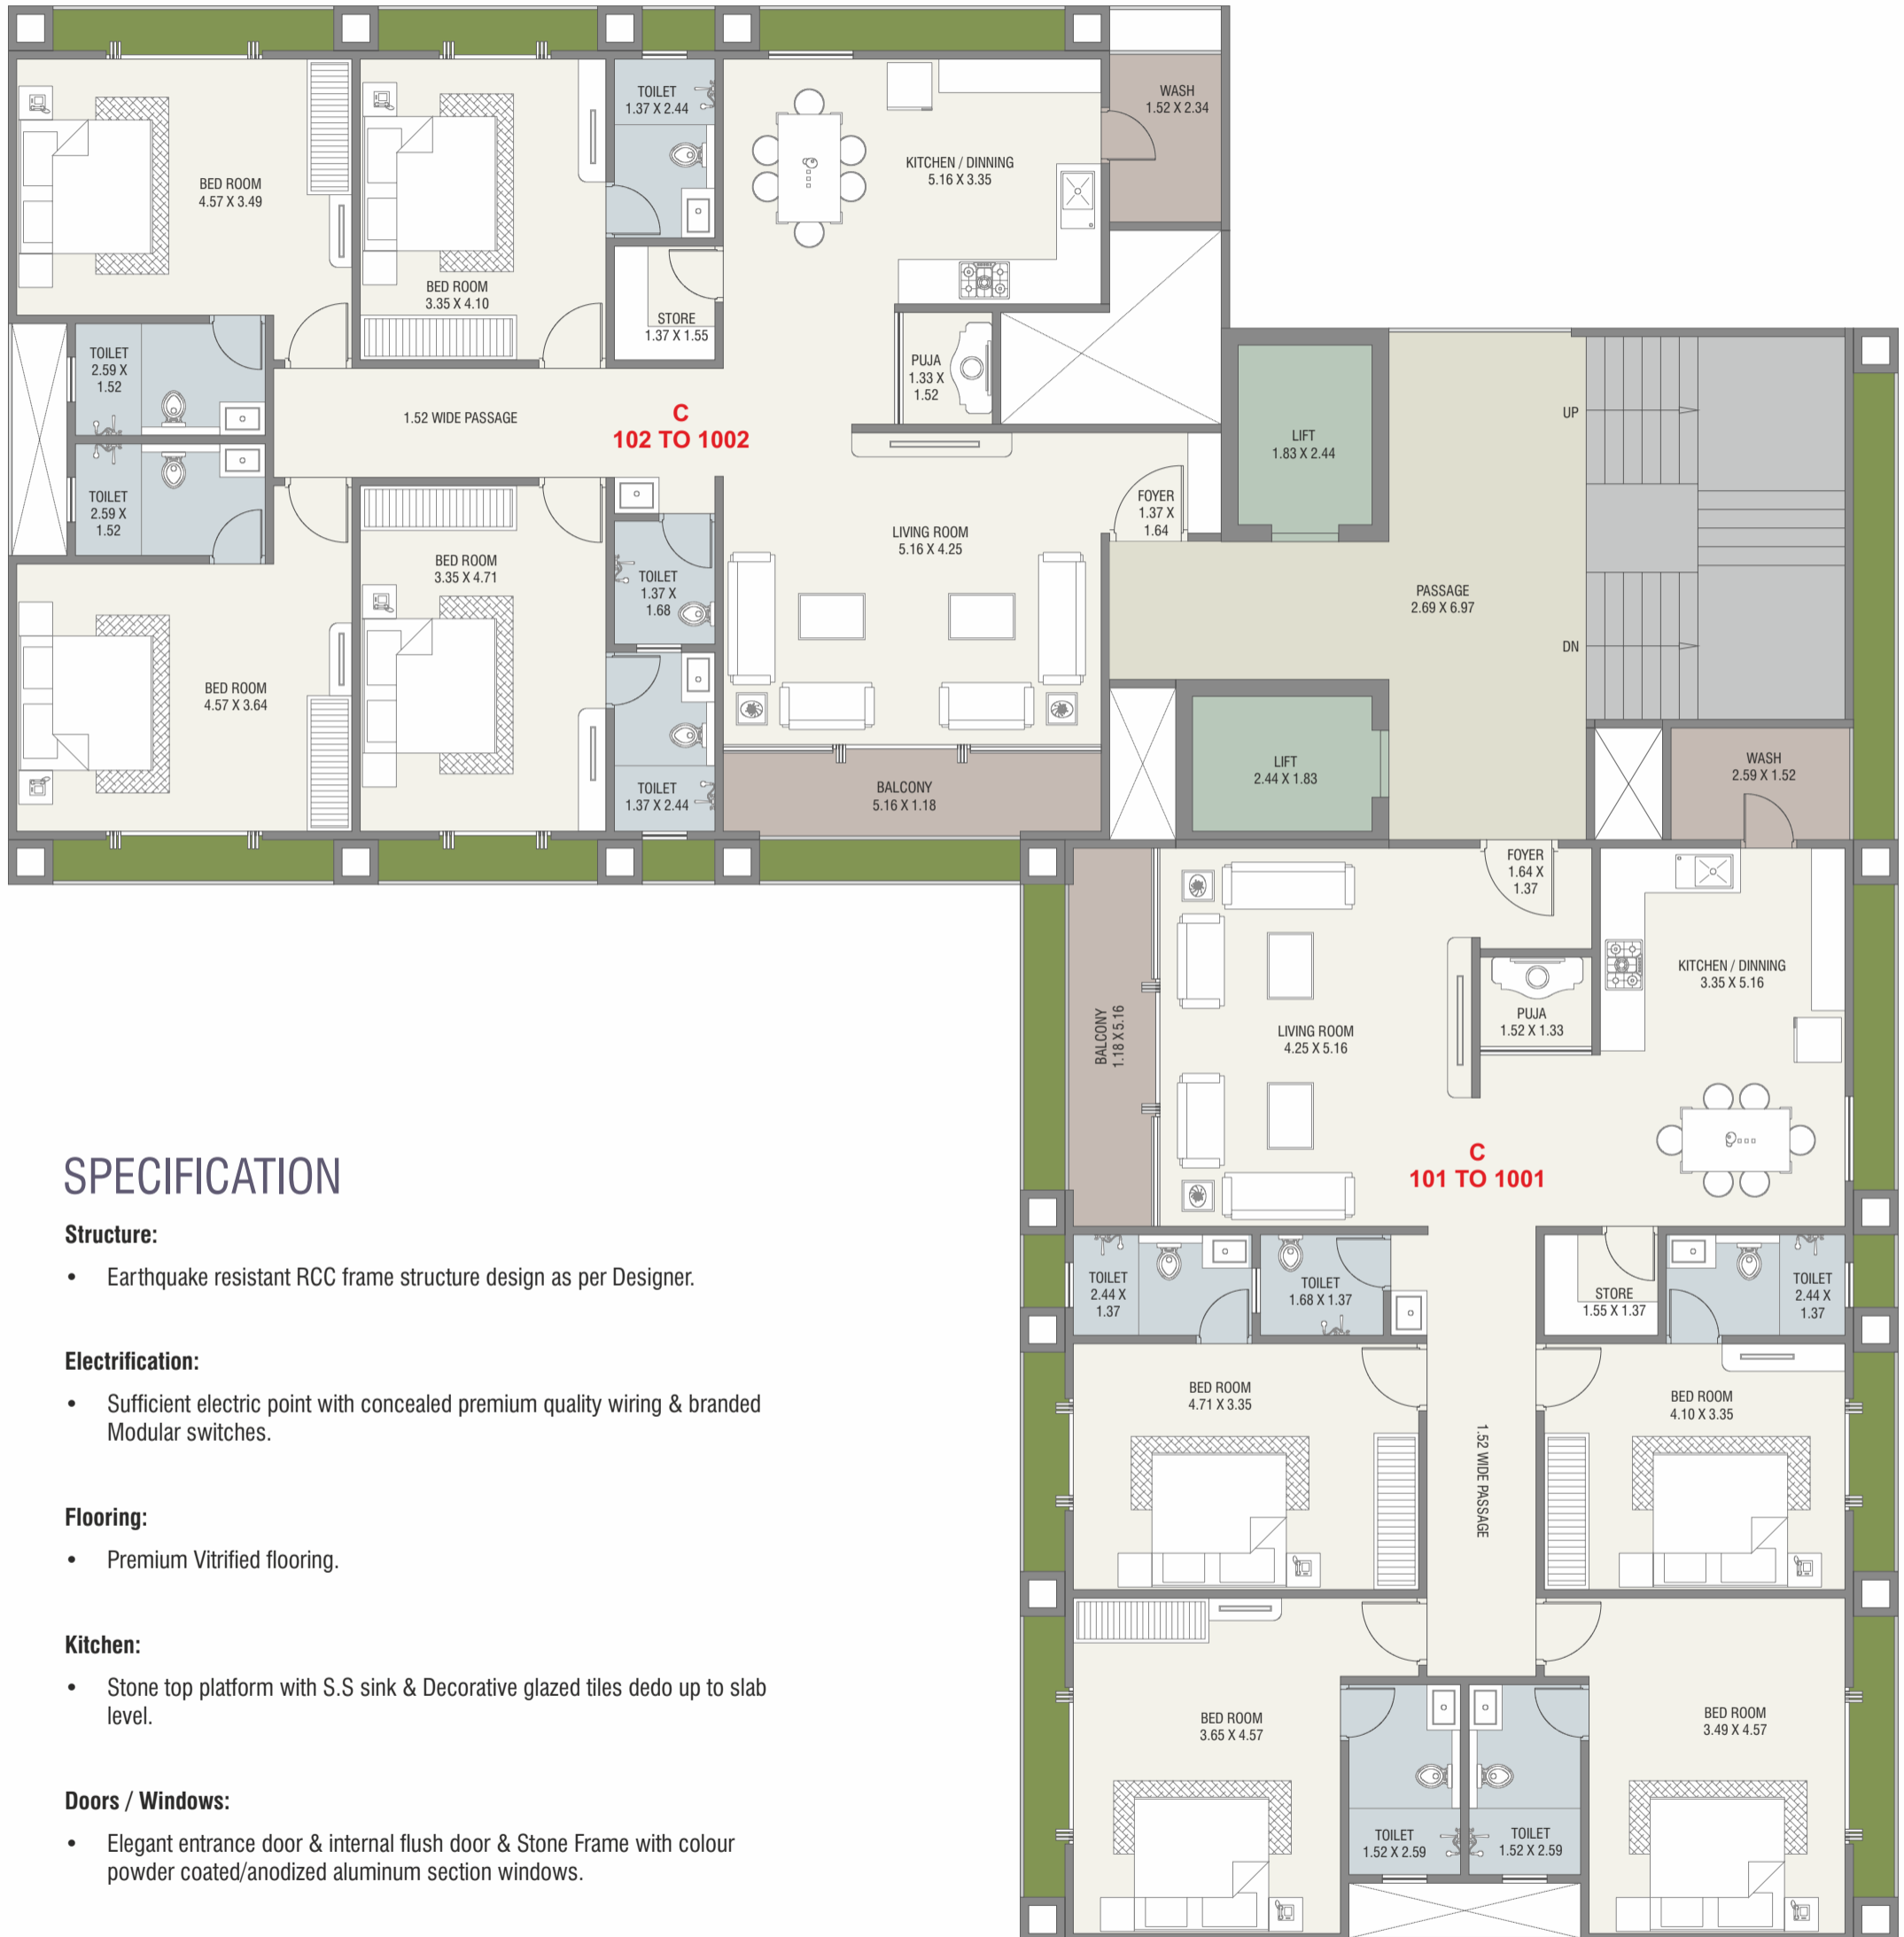 TOILET
1.37 X 2.44
WASH
1.52 X 2.34
KITCHEN / DINNING
5.16 X 3.35
BED ROOM
4.57 X 3.49
BED ROOM
3.35 X 4.10
STORE
1.37 X 1.55
TOILET
2.59 X
1.52
PUJA
1.33 X
1.52
1.52 WIDE PASSAGE
C
102 TO 1002
UP
LIFT
1.83 X 2.44
TOILET
2.59 X
1.52
FOYER
1.37 X
1.64
LIVING ROOM
5.16 X 4.25
BED ROOM
3.35 X 4.71
TOILET
1.37 X
1.68
PASSAGE
2.69 X 6.97
DN
BED ROOM
4.57 X 3.64
LIFT
2.44 X 1.83
WASH
2.59 X 1.52
TOILET
1.37 X 2.44
BALCONY
5.16 X 1.18
FOYER
1.64 X
1.37
KITCHEN / DINNING
3.35 X 5.16
PUJA
1.52 X 1.33
BALCONY
1.18 X 5.16
LIVING ROOM
4.25 X 5.16
C
101 TO 1001
TOILET
2.44 X
1.37
TOILET
1.68 X 1.37
STORE
1.55 X 1.37
TOILET
2.44 X
1.37
BED ROOM
4.71 X 3.35
BED ROOM
4.10 X 3.35
1.52 WIDE PASSAGE
BED ROOM
3.65 X 4.57
BED ROOM
3.49 X 4.57
TOILET
1.52 X 2.59
TOILET
1.52 X 2.59
SPECIFICATION
Structure:
• Earthquake resistant RCC frame structure design as per Designer.
Electrification:
• Sufficient electric point with concealed premium quality wiring & branded
Modular switches.
Flooring:
• Premium Vitrified flooring.
Kitchen:
• Stone top platform with S.S sink & Decorative glazed tiles dedo up to slab
level.
Doors / Windows:
• Elegant entrance door & internal flush door & Stone Frame with colour
powder coated/anodized aluminum section windows.